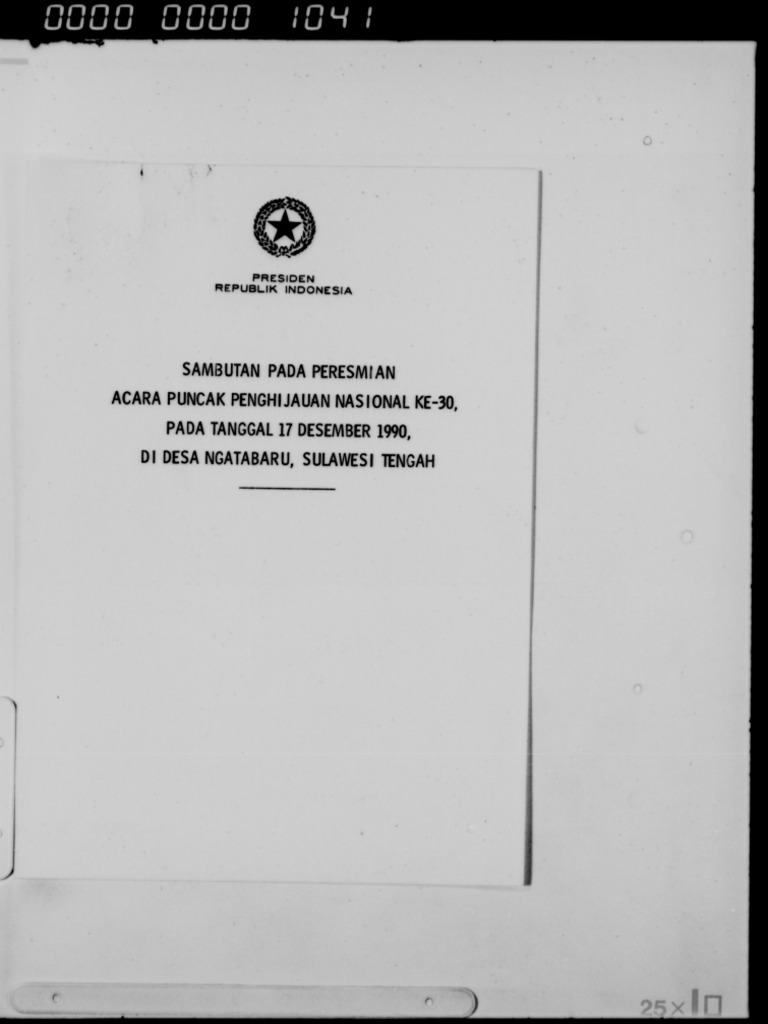 0000 0000 1041
PRESIDEN
REPUBLIK INDONESIA
SAMBUTAN PADA PERESMIAN
ACARA PUNCAK PENGHIJAUAN NASIONAL KE-30,
PADA TANGGAL 17 DESEMBER 1990,
DI DESA NGATABARU, SULAWESI TENGAH
25×